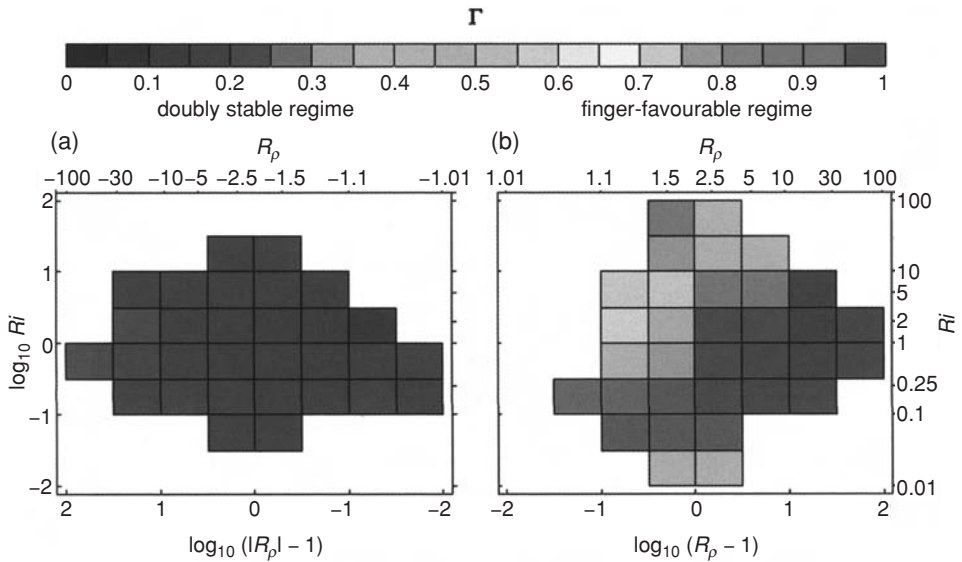 Γ
0 0.1 0.2 0.3 0.4 0.5 0.6 0.7 0.8 0.9 1
doubly stable regime finger-favourable regime
(a) Rρ (b) Rρ
−100 −30 −10 −5 −2.5 −1.5 −1.1 −1.01 1.01 1.1 1.5 2.5 5 10 30 100
2 100
1 10
5
2
0 1
0.25
−1 0.1
−2 0.01
log10 Ri Ri
2 1 0 −1 −2 −2 −1 0 1 2
log10 (|Rρ| − 1) log10 (Rρ − 1)